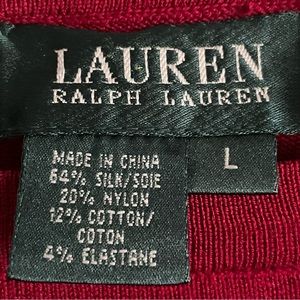 LAUREN
RALPH LAUREN
MADE IN CHINA
64% SILK/SOIE
20% NYLON
12% COTTON/
COTON
4% ELASTANE
L